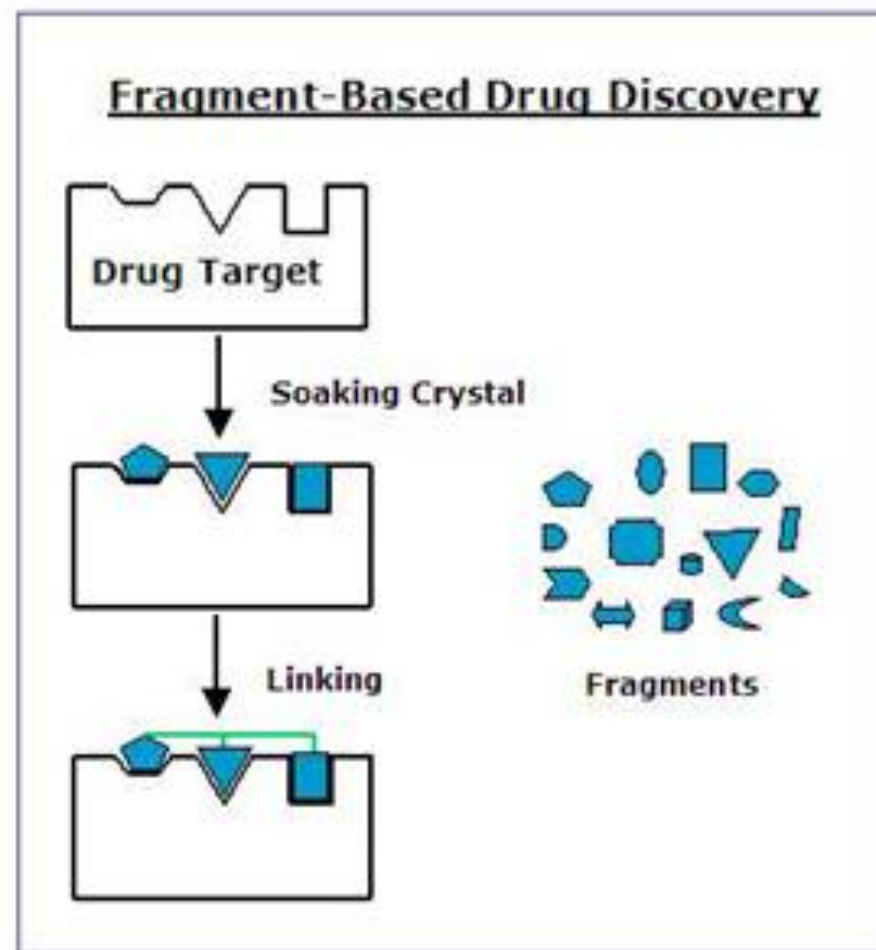 Fragment-Based Drug Discovery
Drug Target
Soaking Crystal
Linking
Fragments